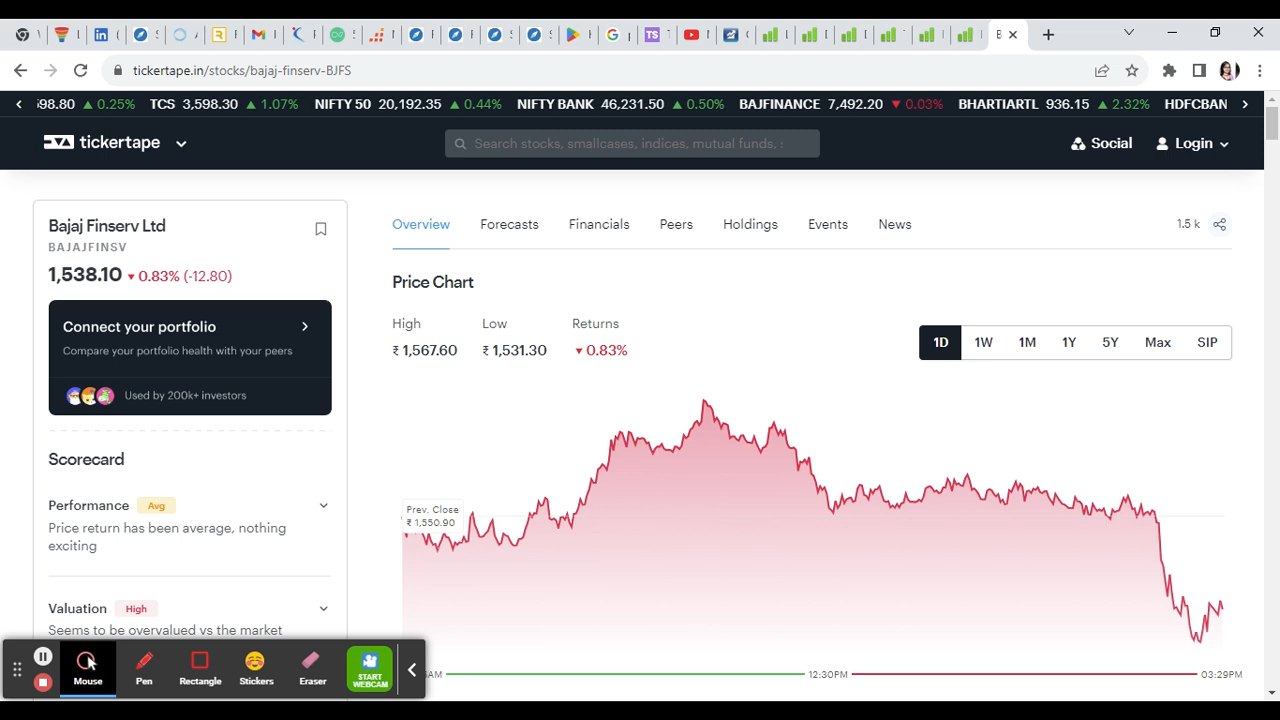 tickertape.in/stocks/bajaj-finserv-BJFS
598.80 0.25% TCS 3,598.30 1.07% NIFTY 50 20,192.35 0.44% NIFTY BANK 46,231.50 0.50% BAJFINANCE 7,492.20 0.03% BHARTIARTL 936.15 2.32% HDFCBAN
tickertape
Search stocks, smallcases, indices, mutual funds,
Social
Login
Bajaj Finserv Ltd
BAJAJFINSV
1,538.10 0.83% (-12.80)
Connect your portfolio
Compare your portfolio health with your peers
Used by 200k+ investors
Scorecard
Performance Avg
Price return has been average, nothing
exciting
Valuation High
Seems to be overvalued vs the market
Overview Forecasts Financials Peers Holdings Events News
1.5 k
Price Chart
High Low Returns
₹ 1,567.60 ₹ 1,531.30 0.83%
1D 1W 1M 1Y 5Y Max SIP
Prev. Close
₹ 1,550.90
AM 12:30PM 03:29PM
Mouse Pen Rectangle Stickers Eraser
START
WEBCAM